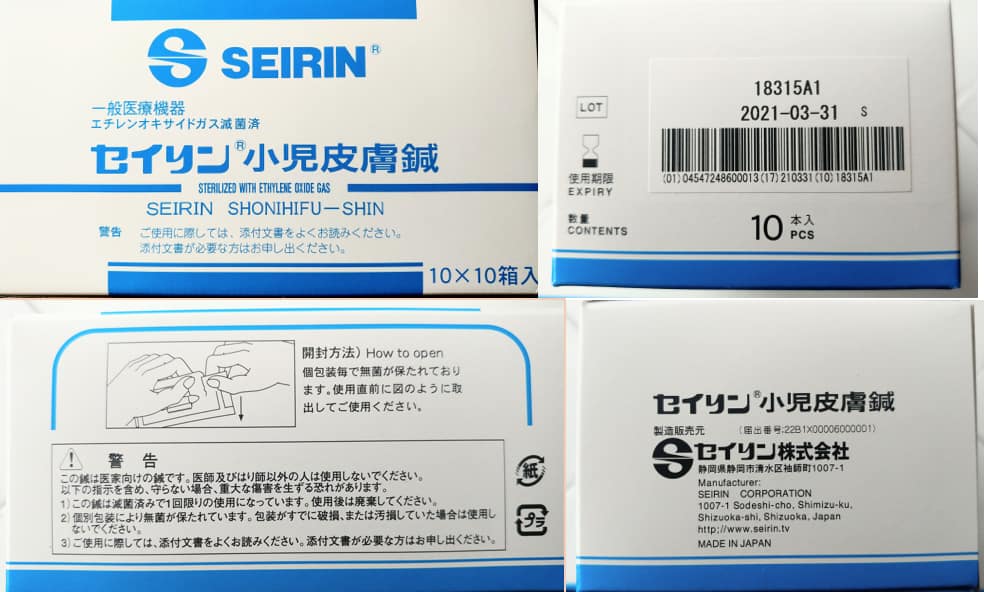 SEIRIN®
一般医療機器
エチレンオキサイドガス滅菌済
セイリン®小児皮膚鍼
STERILIZED WITH ETHYLENE OXIDE GAS
SEIRIN SHONIHIFU－SHIN
警告 ご使用に際しては、添付文書をよくお読みください。
添付文書が必要な方はお申し出ください。
10×10箱入
18315A1
LOT
2021-03-31 S
使用期限
EXPIRY
(01)04547248600013(17)210331(10)18315A1
数量
CONTENTS
10 本入
PCS
開封方法) How to open
個包装毎で無菌が保たれており
ます。使用直前に図のように取
出してご使用ください。
警告
この鍼は医家向けの鍼です。医師及びはり師以外の人は使用しないでください。
以下の指示を含め、守らない場合、重大な傷害を生ずる恐れがあります。
1)この鍼は滅菌済みで1回限りの使用になっています。使用後は廃棄してください。
2)個別包装により無菌が保たれています。包装がすでに破損、または汚損していた場合は使用し
ないでください。
3)ご使用に際しては、添付文書をよくお読みください。添付文書が必要な方はお申し出ください。
紙
プラ
セイリン®小児皮膚鍼
製造販売元 (届出番号:22B1X00006000001)
セイリン株式会社
静岡県静岡市清水区袖師町1007-1
Manufacturer:
SEIRIN CORPORATION
1007-1 Sodeshi-cho, Shimizu-ku,
Shizuoka-shi, Shizuoka, Japan
http://www.seirin.tv
MADE IN JAPAN